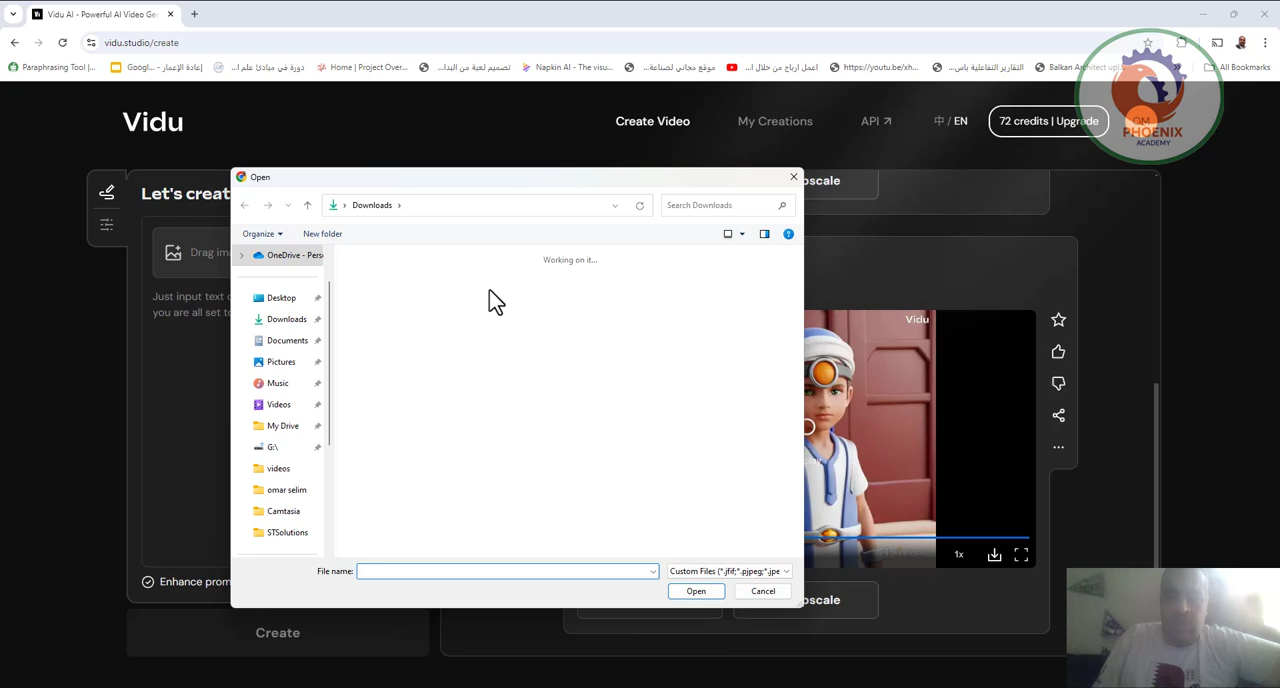 Vidu AI - Powerful AI Video Ge
vidu.studio/create
Paraphrasing Tool |...
Googl... - إعادة الإعمار
دورة في مبادئ علم ا...
Home | Project Over...
تصميم لعبة من البدا...
Napkin AI - The visu...
موقع مجاني لصناعة...
اعمل ارباح من خلال ا...
https://youtu.be/xh...
التقارير التفاعلية باس...
Balkan Architect upl
All Bookmarks
QM
PHOENIX
ACADEMY
Vidu
Create Video
My Creations
API
中 / EN
72 credits | Upgrade
Open
pscale
Let's creat
Downloads
Search Downloads
Organize
New folder
Drag im
OneDrive - Pers
Working on it...
Just input text o
you are all set to
Desktop
Downloads
Documents
Pictures
Music
Videos
My Drive
G:\
videos
omar selim
Camtasia
STSolutions
Vidu
1x
File name:
Custom Files (*.jfif;*.pjpeg;*.jpe
Enhance prom
Open
Cancel
pscale
Create